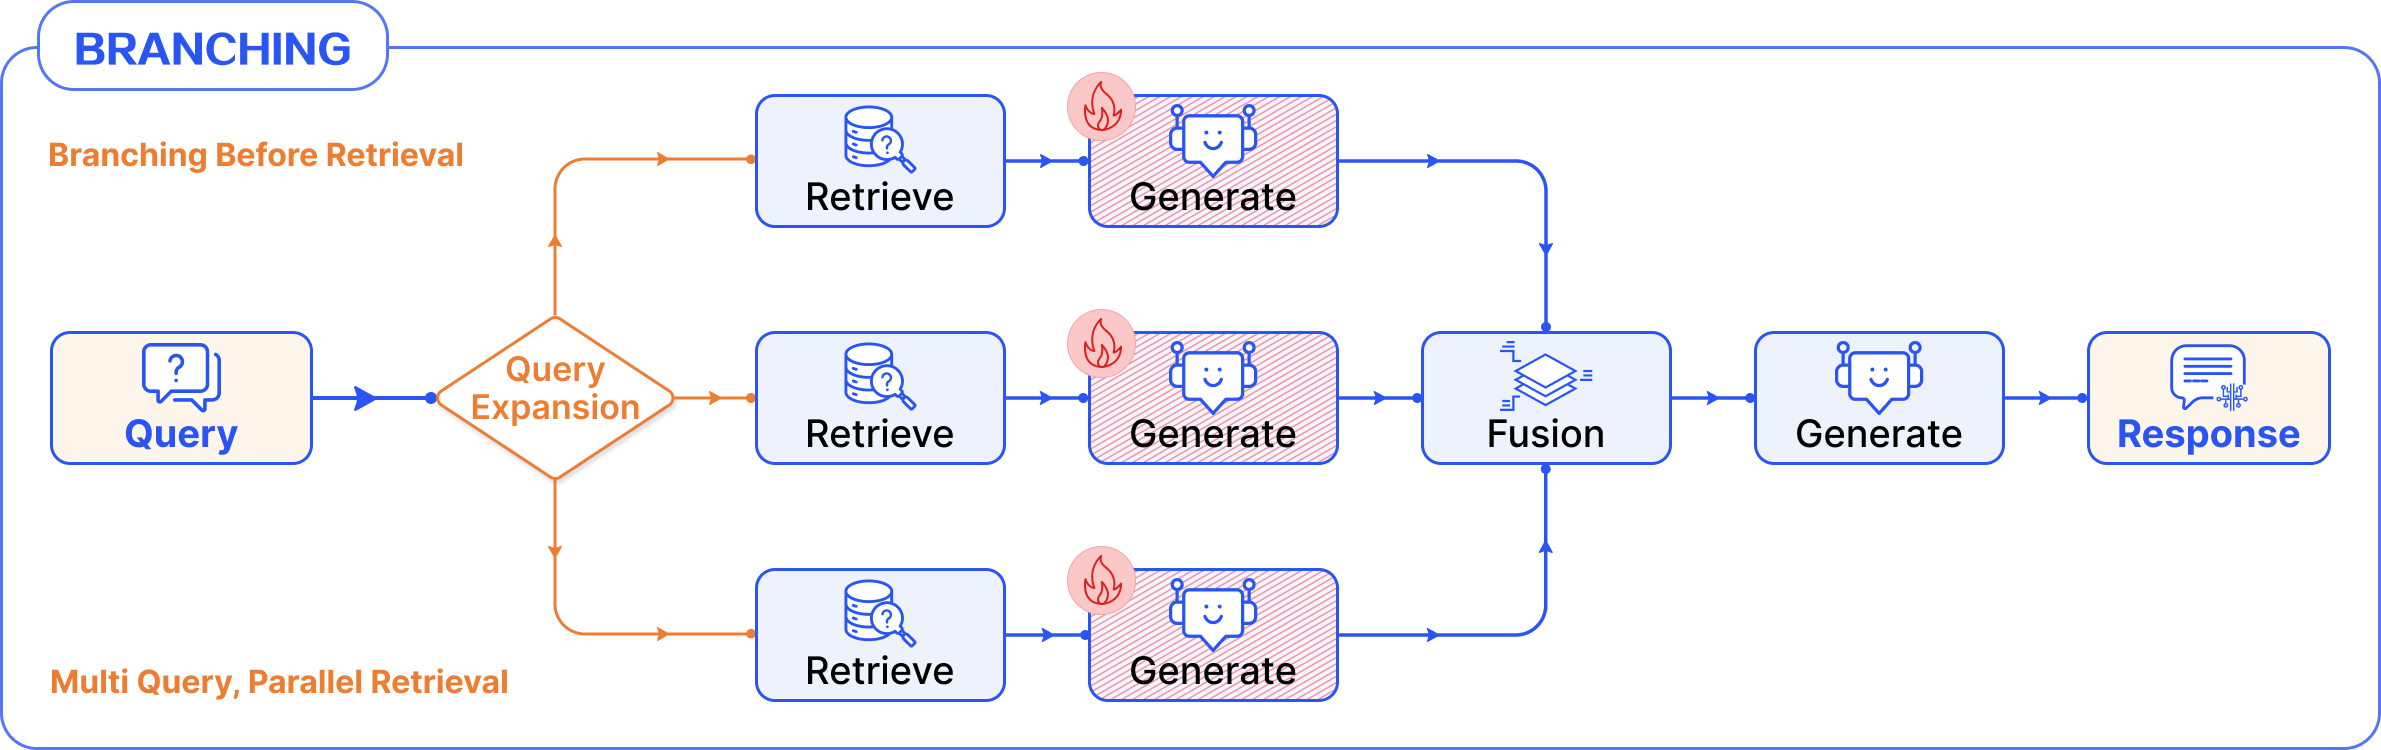 BRANCHING
Branching Before Retrieval
Retrieve
Generate
Query
Query
Expansion
Retrieve
Generate
Fusion
Generate
Response
Retrieve
Generate
Multi Query, Parallel Retrieval